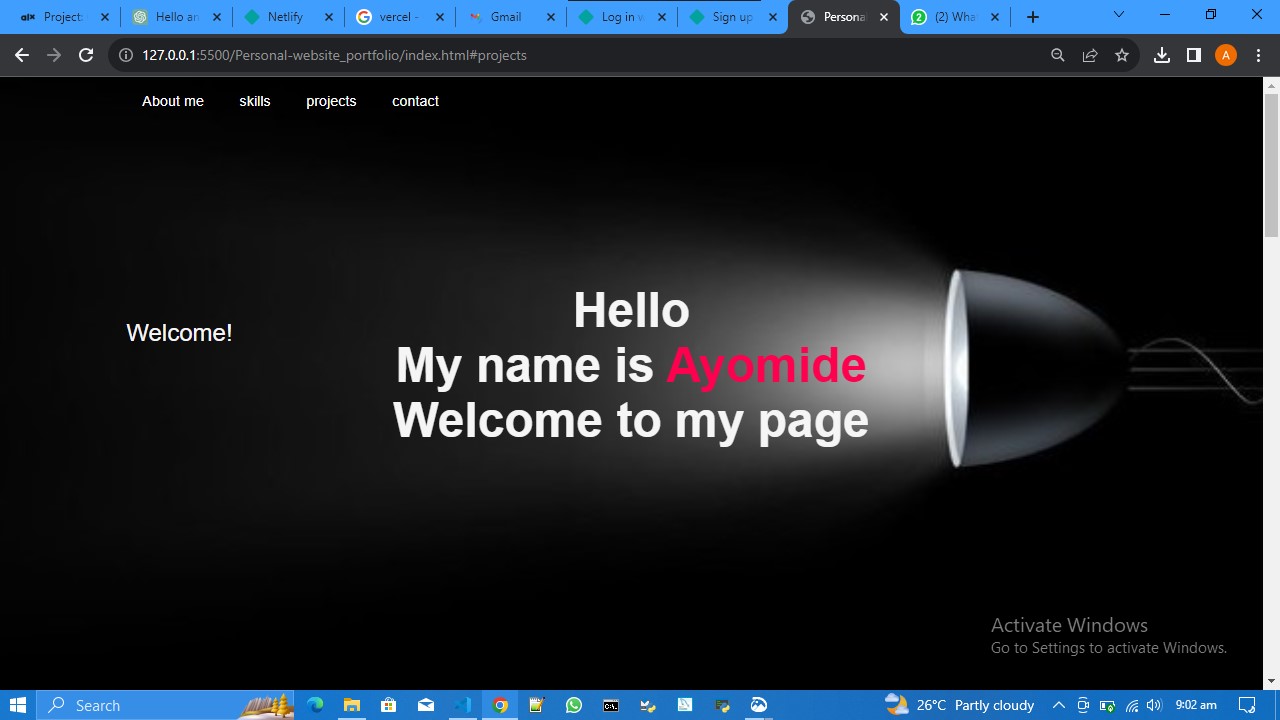 alx Project
Hello an
Netlify
vercel -
Gmail
Log in w
Sign up
Persona
(2) Wha
127.0.0.1:5500/Personal-website_portfolio/index.html#projects
A
About me skills projects contact
Hello
Welcome!
My name is Ayomide
Welcome to my page
Activate Windows
Go to Settings to activate Windows.
Search
26°C Partly cloudy
9:02 am